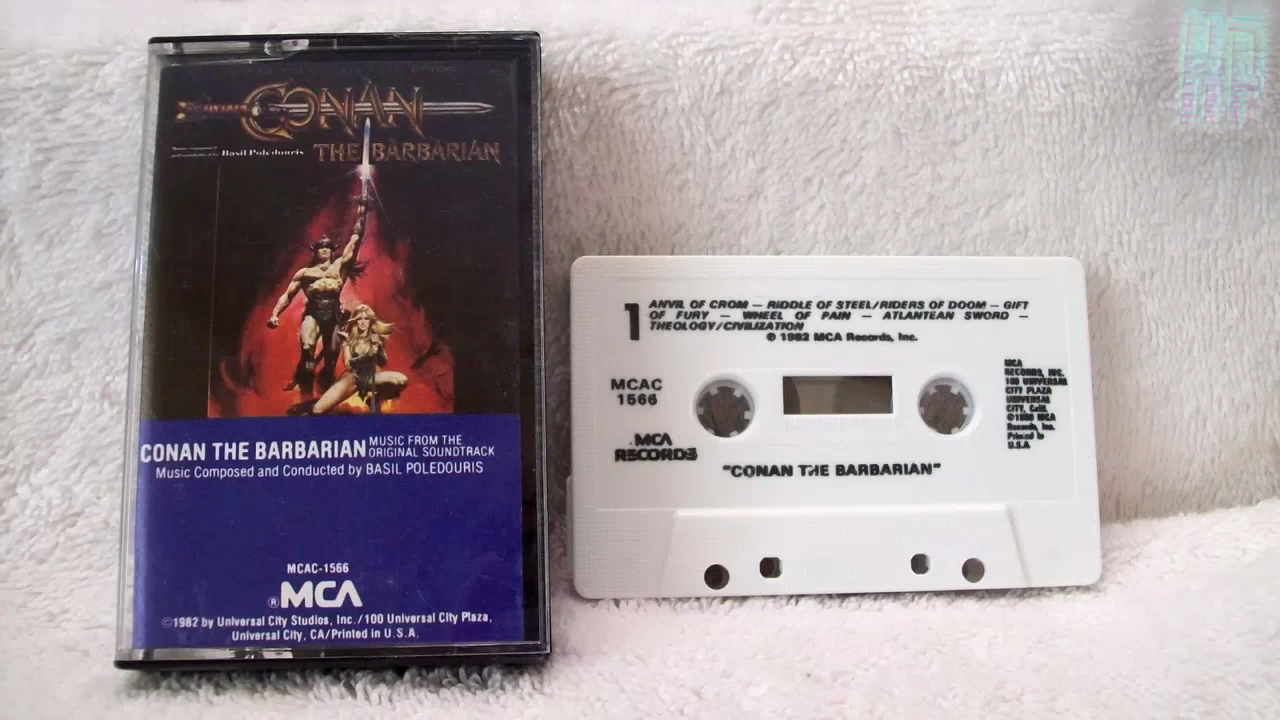 CONAN
THE BARBARIAN
Basil Poledouris
CONAN THE BARBARIAN MUSIC FROM THE
ORIGINAL SOUNDTRACK
Music Composed and Conducted by BASIL POLEDOURIS
MCAC-1566
®MCA
©1982 by Universal City Studios, Inc./100 Universal City Plaza,
Universal City, CA/Printed in U.S.A.
1
ANVIL OF CROM — RIDDLE OF STEEL/RIDERS OF DOOM — GIFT
OF FURY — WHEEL OF PAIN — ATLANTEAN SWORD —
THEOLOGY/CIVILIZATION
© 1982 MCA Records, Inc.
MCAC
1566
MCA
RECORDS
"CONAN THE BARBARIAN"
MCA
RECORDS, INC.
100 UNIVERSAL
CITY PLAZA
UNIVERSAL
CITY, Calif.
©1980 MCA
Records, Inc.
Printed in
U.S.A